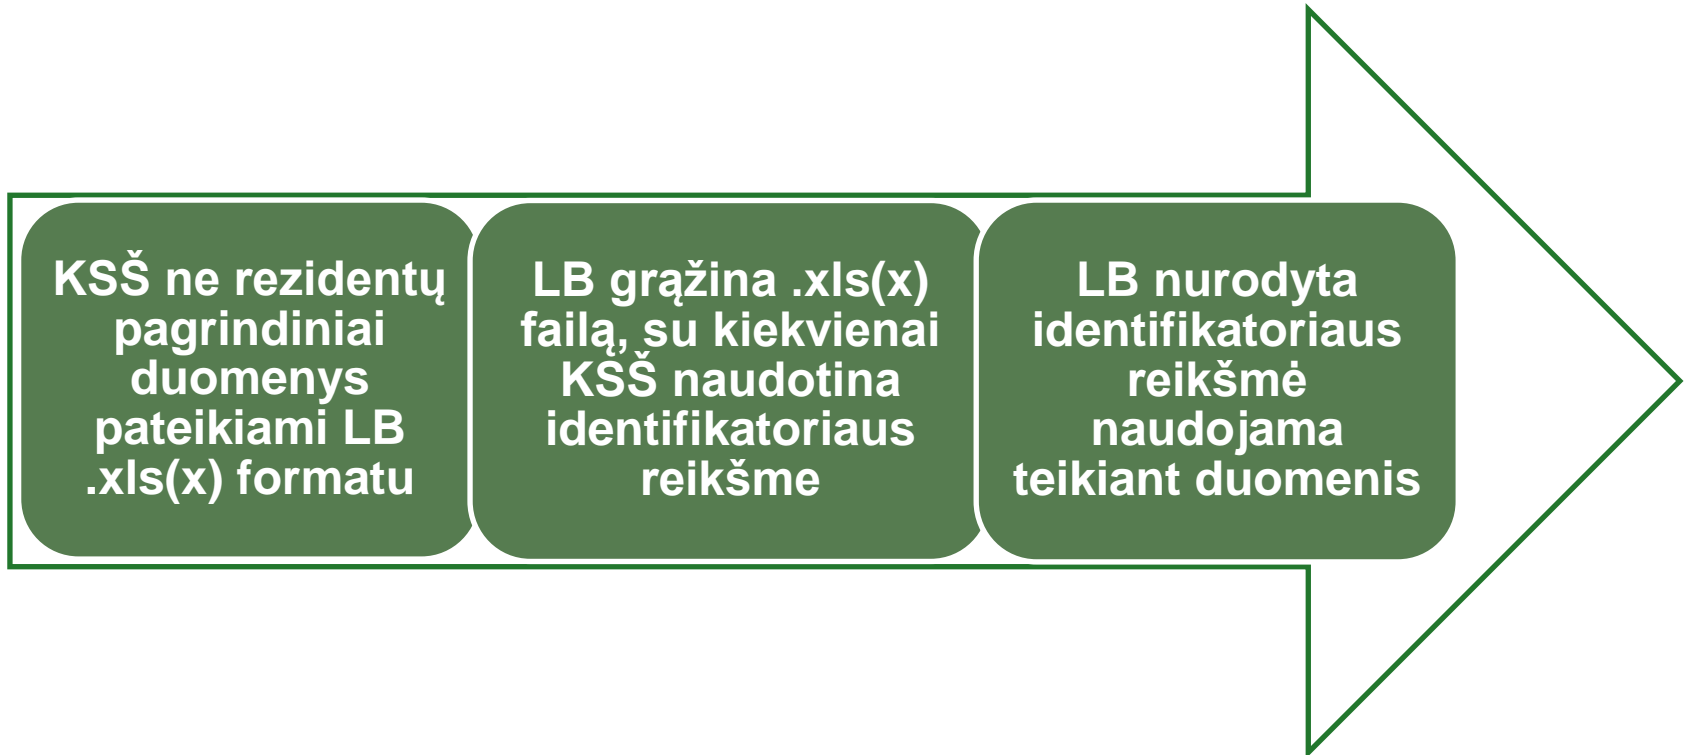 KSŠ ne rezidentų
pagrindiniai
duomenys
pateikiami LB
.xls(x) formatu
LB grąžina .xls(x)
failą, su kiekvienai
KSŠ naudotina
identifikatoriaus
reikšme
LB nurodyta
identifikatoriaus
reikšmė
naudojama
teikiant duomenis